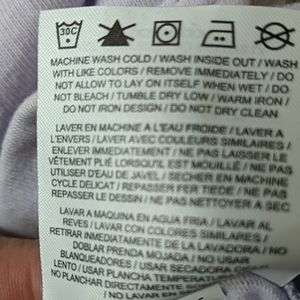 30C
MACHINE WASH COLD / WASH INSIDE OUT / WASH
WITH LIKE COLORS / REMOVE IMMEDIATELY / DO
NOT ALLOW TO LAY ON ITSELF WHEN WET / DO
NOT BLEACH / TUMBLE DRY LOW / WARM IRON /
DO NOT IRON DESIGN / DO NOT DRY CLEAN
LAVER EN MACHINE A L'EAU FROIDE / LAVER A
L'ENVERS / LAVER AVEC COULEURS SIMILAIRES /
ENLEVER IMMEDIATEMENT / NE PAS LAISSER LE
VÊTEMENT PLIÉ LORSQU'IL EST MOUILLÉ / NE PAS
UTILISER D'EAU DE JAVEL / SECHER EN MACHINE
CYCLE DELICAT / REPASSER FER TIEDE / NE PAS
REPASSER LE DESSIN / NE PAS NETTOYER A SEC
LAVAR A MAQUINA EN AGUA FRIA / LAVAR AL
REVES / LAVAR CON COLORES SIMILARES /
RETIRAR INMEDIATAMENTE DE LA LAVADORA / NO
DOBLAR PRENDA MOJADA / NO USAR
BLANQUEADORES / USAR SECADORA
LENTO / USAR PLANCHA TEMPERATURA
NO PLANCHAR DIRECTAMENTE
EN SECO